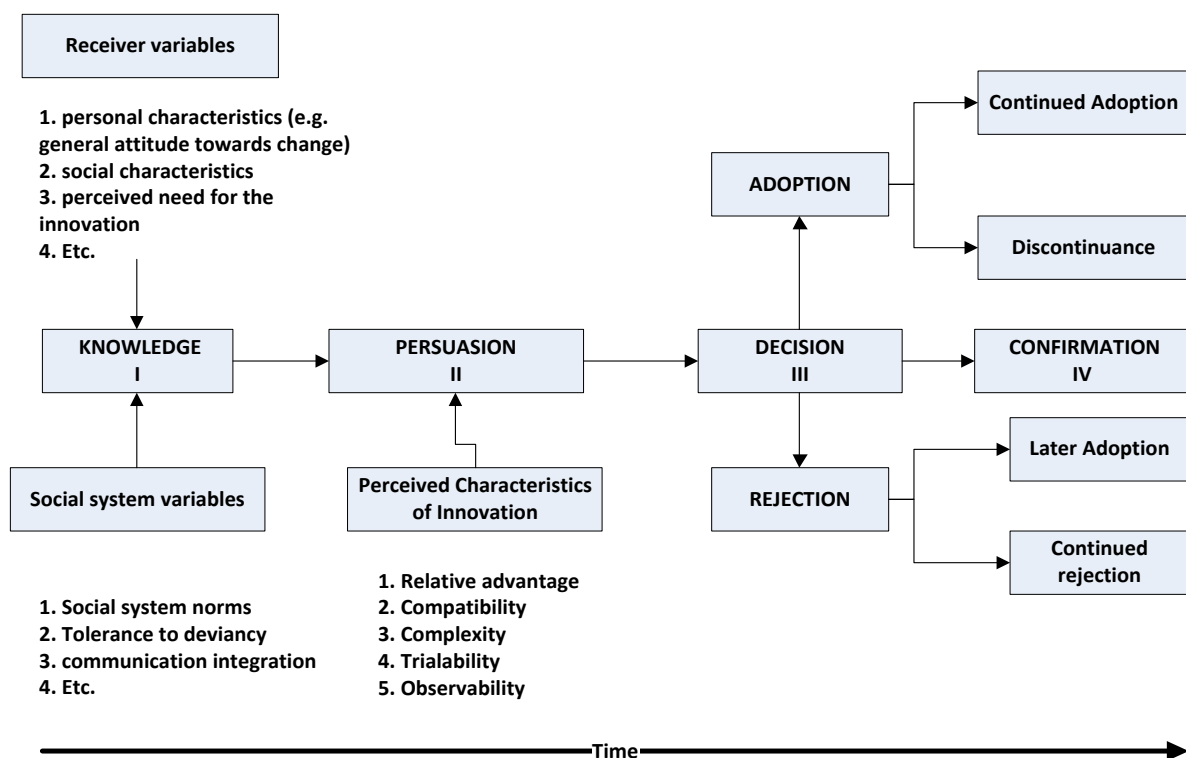 Receiver variables
1. personal characteristics (e.g.
general attitude towards change)
2. social characteristics
3. perceived need for the
innovation
4. Etc.
Continued Adoption
ADOPTION
Discontinuance
KNOWLEDGE
I
PERSUASION
II
DECISION
III
CONFIRMATION
IV
Social system variables
Perceived Characteristics
of Innovation
REJECTION
Later Adoption
Continued
rejection
1. Social system norms
2. Tolerance to deviancy
3. communication integration
4. Etc.
1. Relative advantage
2. Compatibility
3. Complexity
4. Trialability
5. Observability
Time